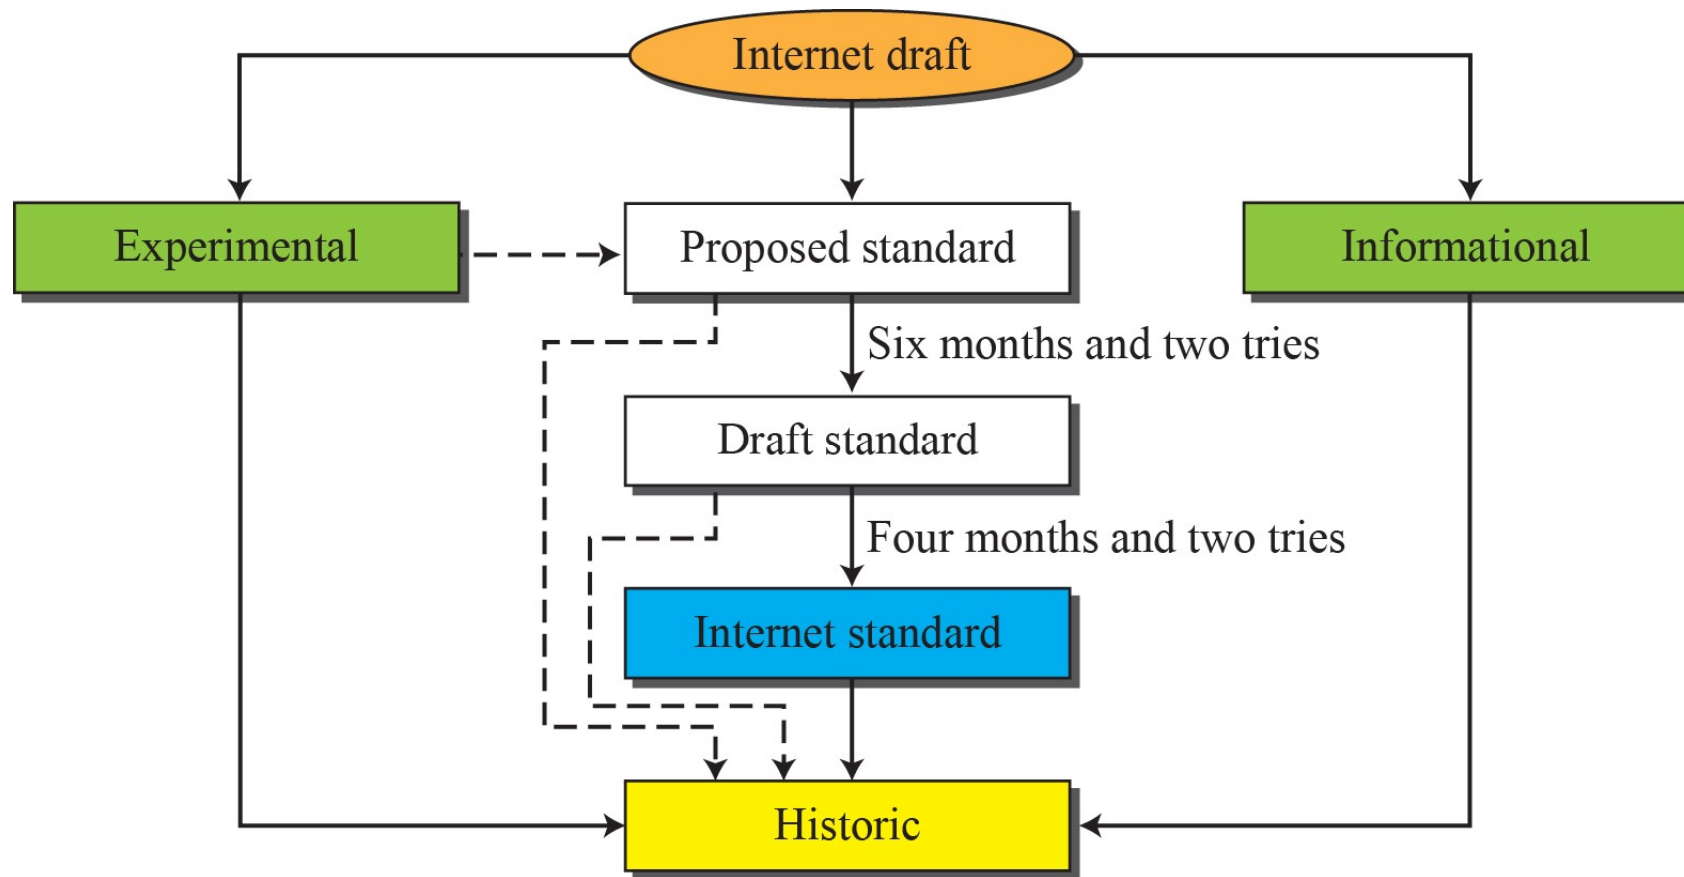 Internet draft
Experimental
Proposed standard
Informational
Six months and two tries
Draft standard
Four months and two tries
Internet standard
Historic